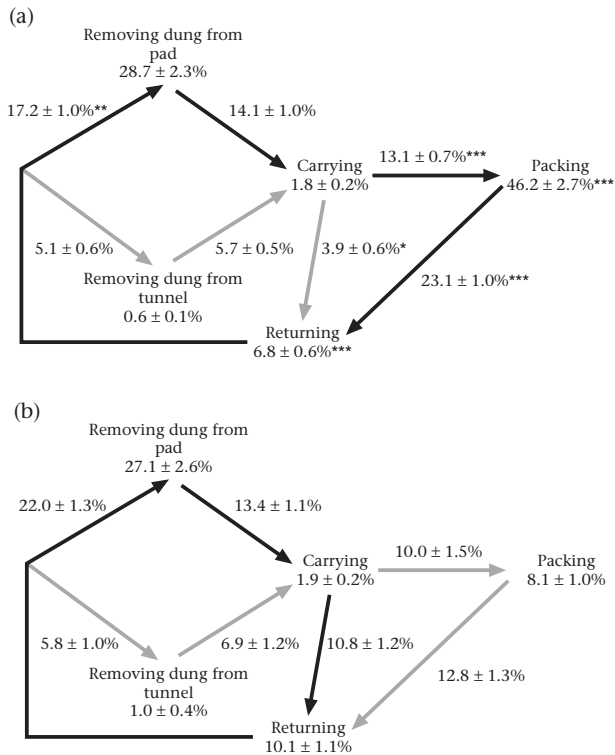 (a)
Removing dung from
pad
28.7 ± 2.3%
17.2 ± 1.0%**
14.1 ± 1.0%
Carrying
1.8 ± 0.2%
13.1 ± 0.7%***
Packing
46.2 ± 2.7%***
5.1 ± 0.6%
5.7 ± 0.5%
3.9 ± 0.6%*
23.1 ± 1.0%***
Removing dung from
tunnel
0.6 ± 0.1%
Returning
6.8 ± 0.6%***
(b)
Removing dung from
pad
27.1 ± 2.6%
22.0 ± 1.3%
13.4 ± 1.1%
Carrying
1.9 ± 0.2%
10.0 ± 1.5%
Packing
8.1 ± 1.0%
5.8 ± 1.0%
6.9 ± 1.2%
10.8 ± 1.2%
12.8 ± 1.3%
Removing dung from
tunnel
1.0 ± 0.4%
Returning
10.1 ± 1.1%